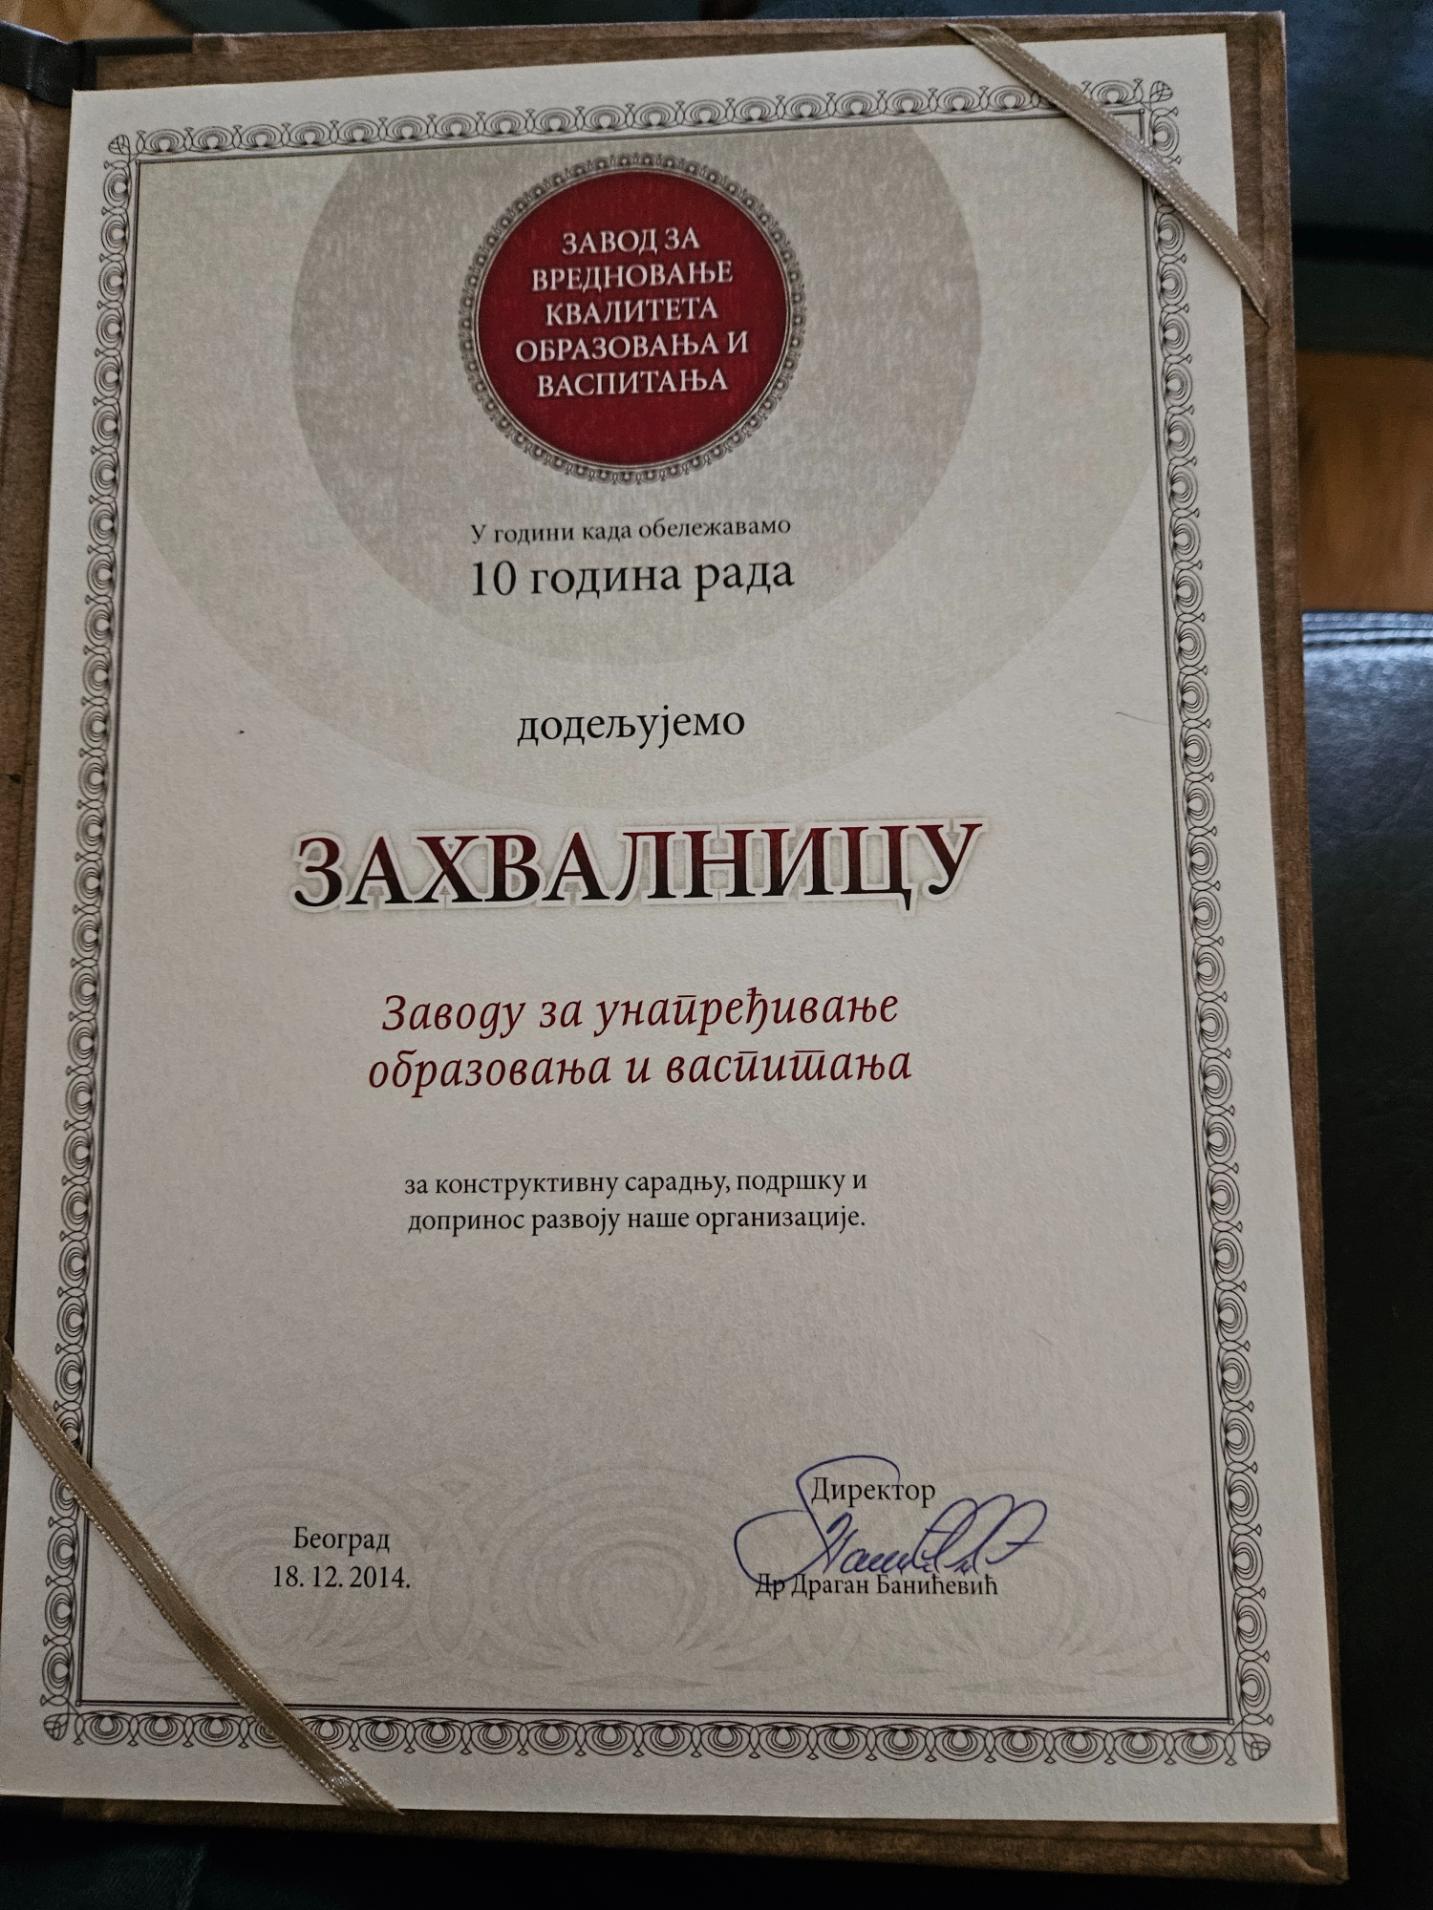 ЗАВОД ЗА
ВРЕДНОВАЊЕ
КВАЛИТЕТА
ОБРАЗОВАЊА И
ВАСПИТАЊА
У години када обележавамо
10 година рада
додељујемо
ЗАХВАЛНИЦУ
Заводу за унапређивање
образовања и васпитања
за конструктивну сарадњу, подршку и
допринос развоју наше организације.
Директор
Београд
18. 12. 2014.
Др Драган Банићевић